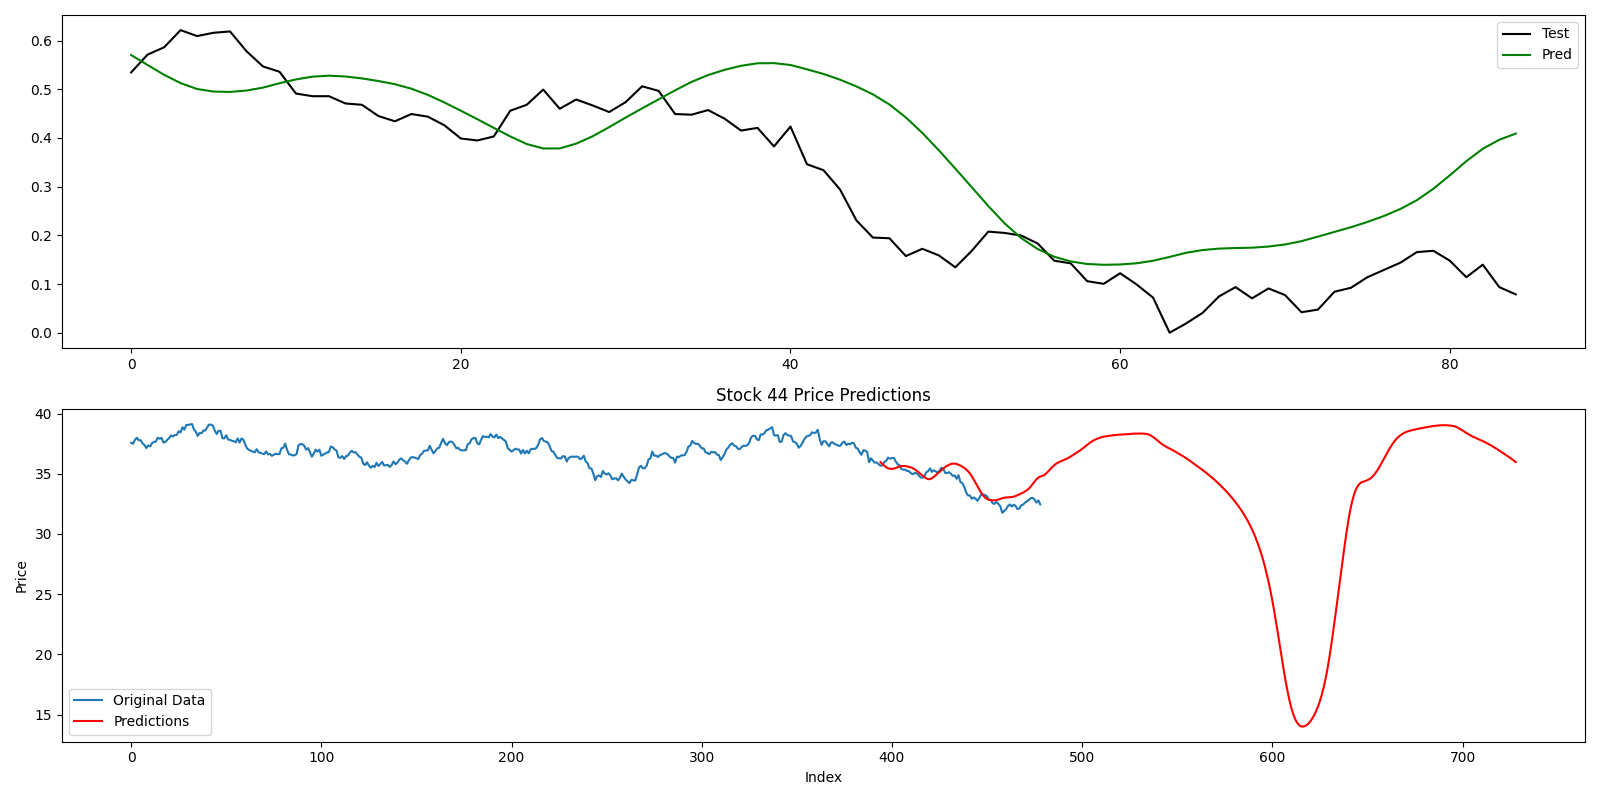 0.6
0.5
0.4
0.3
0.2
0.1
0.0
0 20 40 60 80
Test
Pred
Stock 44 Price Predictions
40
35
30
25
20
15
Price
Original Data
Predictions
0 100 200 300 400 500 600 700
Index